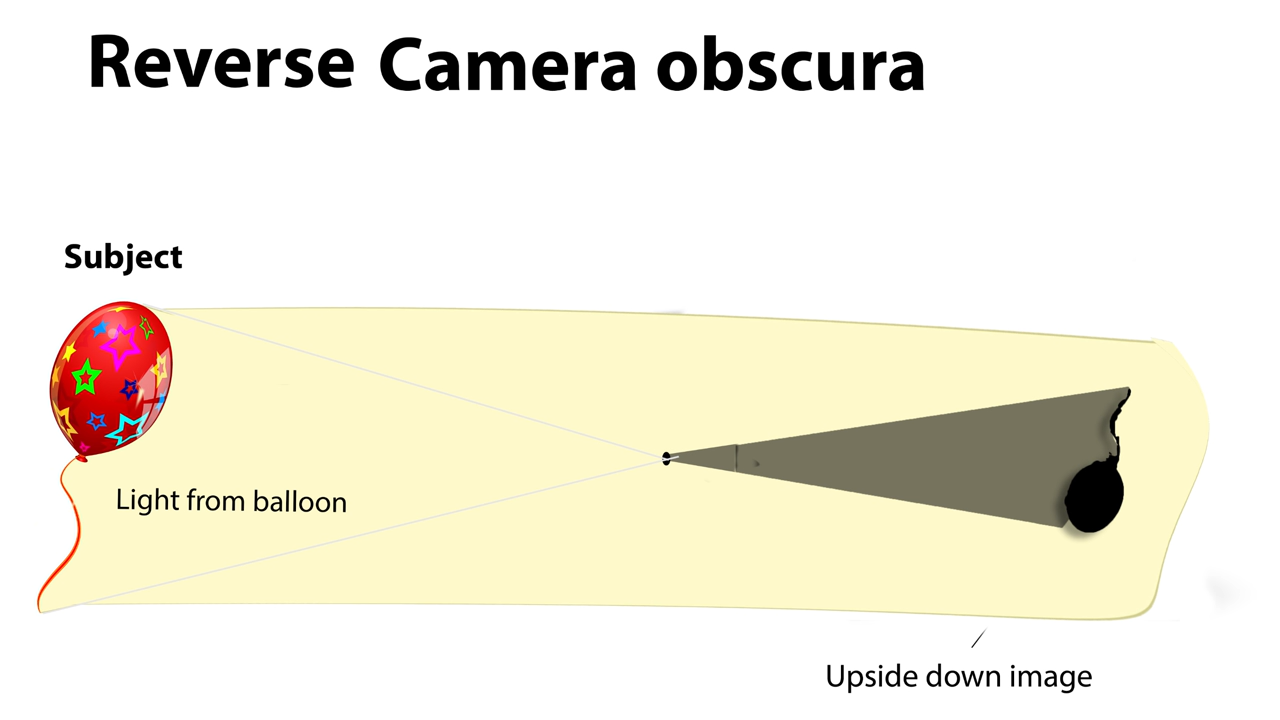 Reverse Camera obscura
Subject
Light from balloon
Upside down image